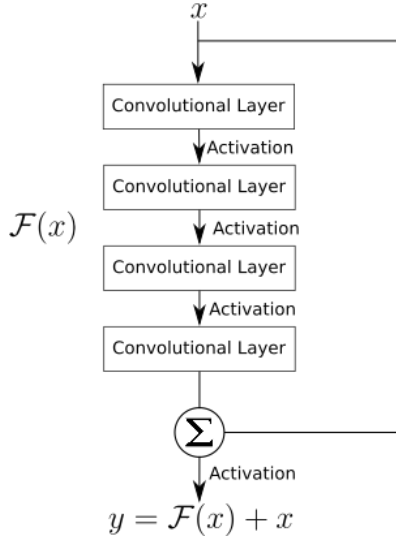 x
Convolutional Layer
Activation
Convolutional Layer
Activation
ℱ(x)
Convolutional Layer
Activation
Convolutional Layer
Σ
Activation
y = ℱ(x) + x